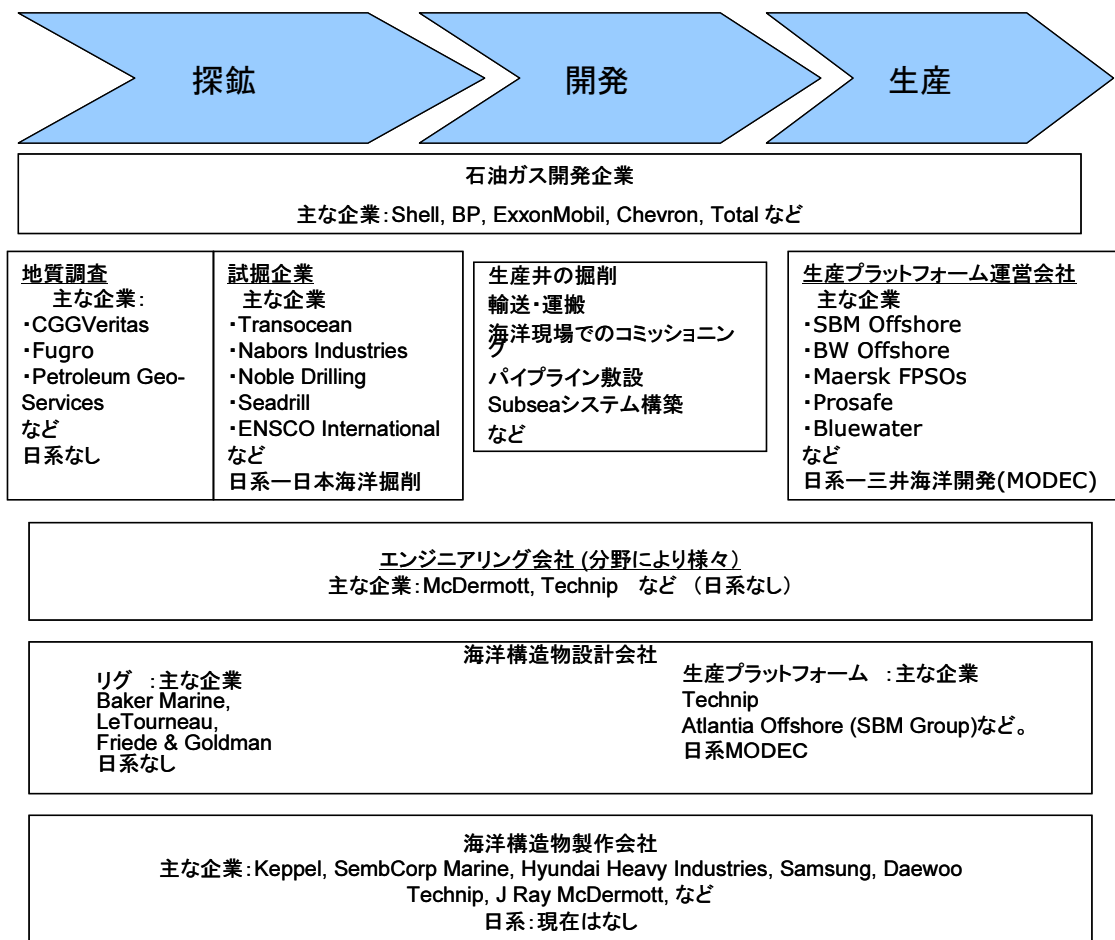 探鉱
開発
生産
石油ガス開発企業
主な企業：Shell, BP, ExxonMobil, Chevron, Total など
地質調査
主な企業：
・CGGVeritas
・Fugro
・Petroleum Geo-
Services
など
日系なし
試掘企業
主な企業
・Transocean
・Nabors Industries
・Noble Drilling
・Seadrill
・ENSCO International
など
日系ー日本海洋掘削
生産井の掘削
輸送・運搬
海洋現場でのコミッショニン
グ
パイプライン敷設
Subseaシステム構築
など
生産プラットフォーム運営会社
主な企業
・SBM Offshore
・BW Offshore
・Maersk FPSOs
・Prosafe
・Bluewater
など
日系ー三井海洋開発(MODEC)
エンジニアリング会社 (分野により様々）
主な企業：McDermott, Technip　など　（日系なし）
海洋構造物設計会社
リグ　：主な企業
Baker Marine,
LeTourneau,
Friede & Goldman
日系なし
生産プラットフォーム　：主な企業
Technip
Atlantia Offshore (SBM Group)など。
日系MODEC
海洋構造物製作会社
主な企業：Keppel, SembCorp Marine, Hyundai Heavy Industries, Samsung, Daewoo
Technip, J Ray McDermott, など
日系：現在はなし